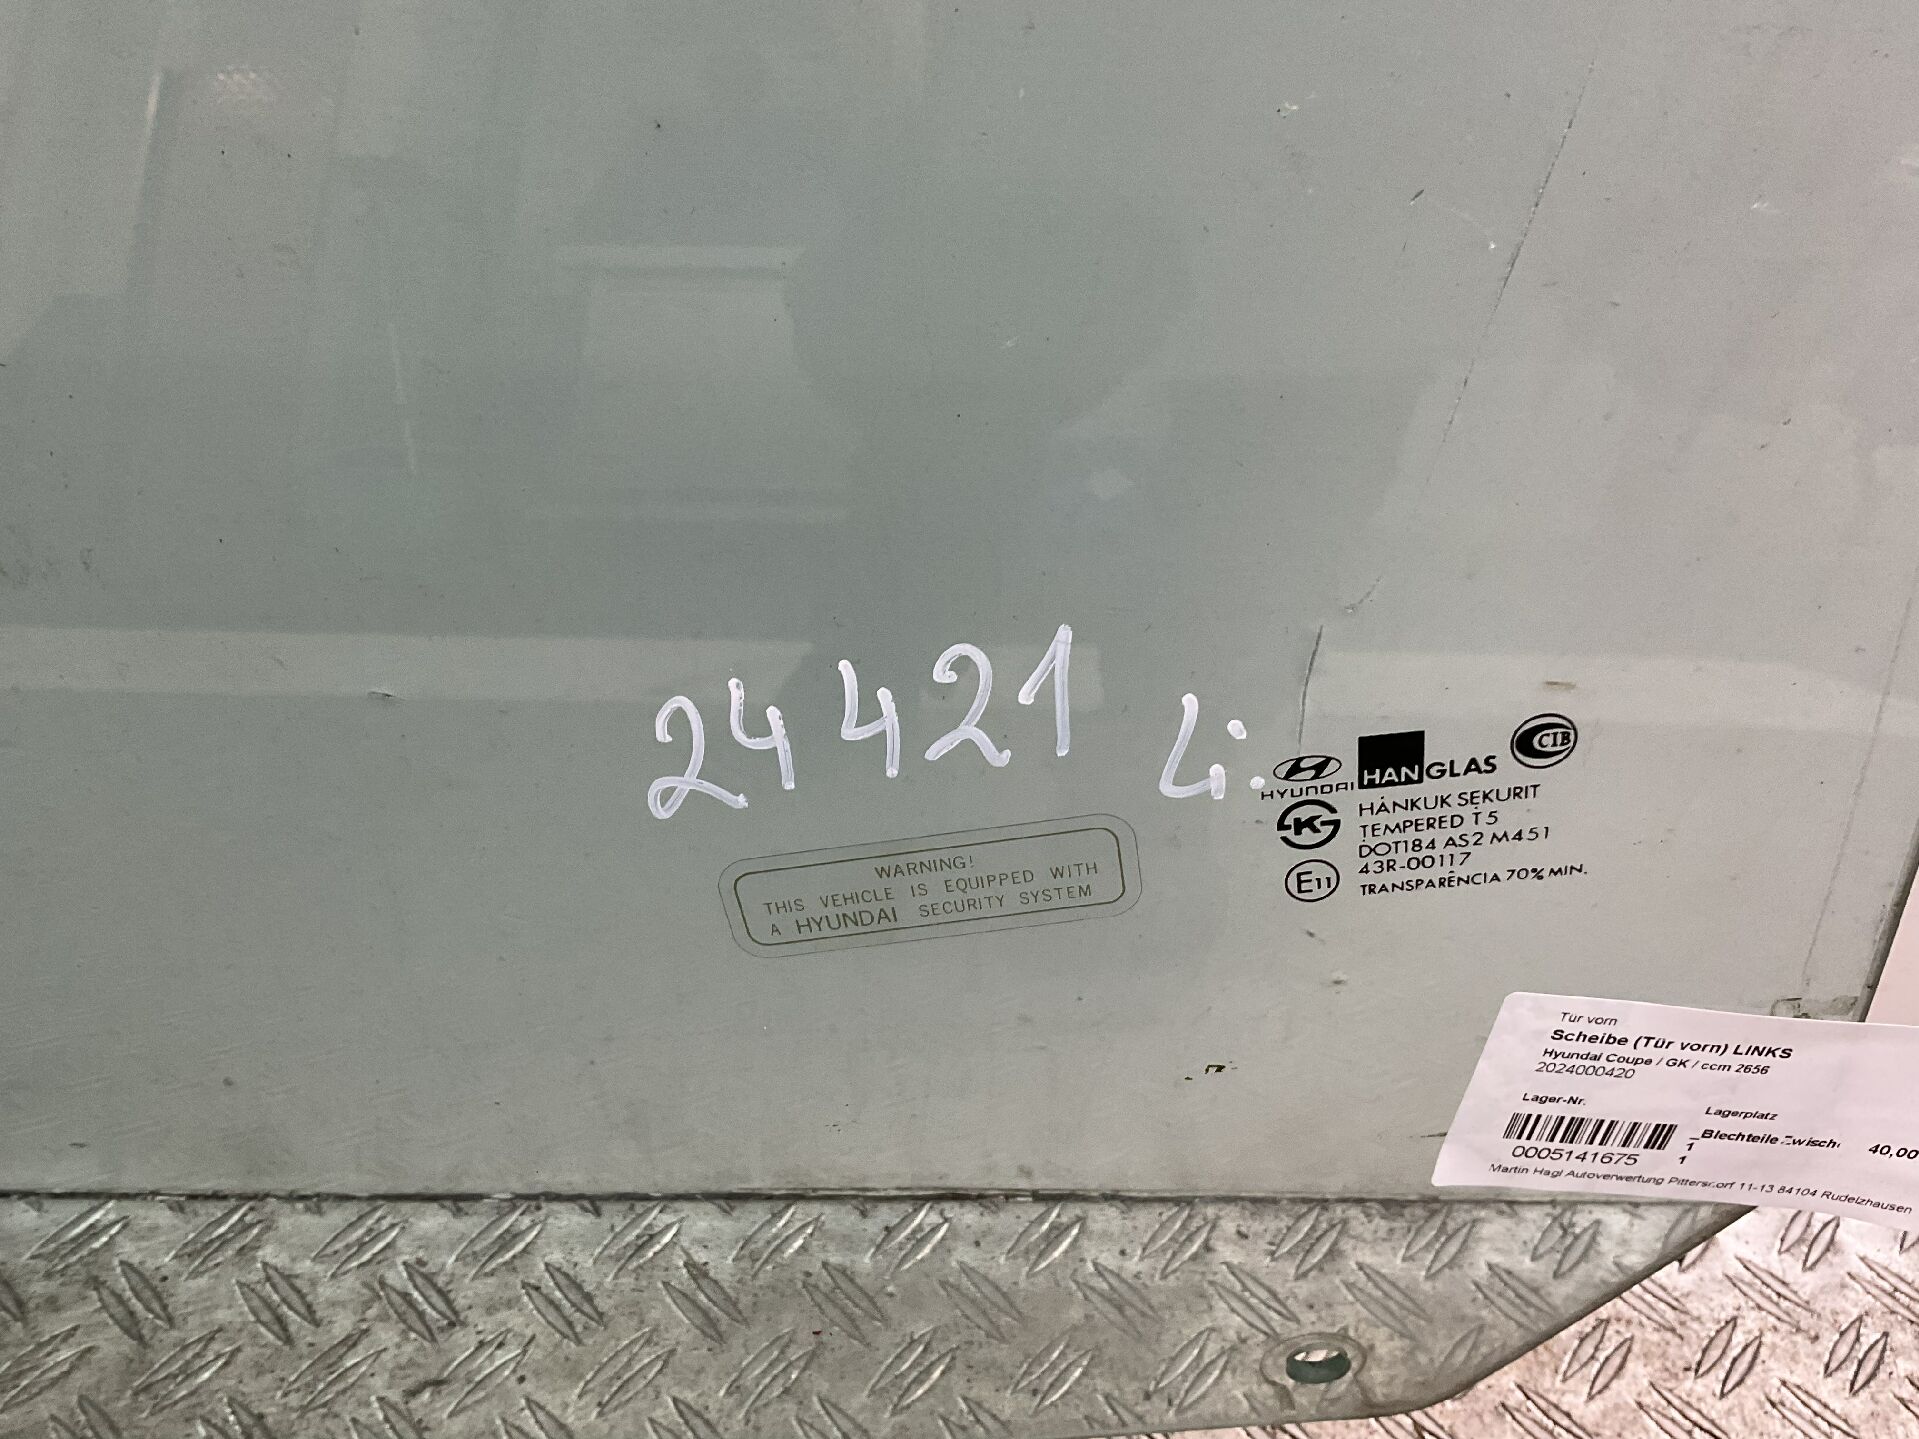 24421 Li.
HYUNDAI
HANGLAS
CIB
HANKUK SEKURIT
TEMPERED T5
DOT184 AS2 M451
43R-00117
TRANSPARÊNCIA 70% MIN.
KS
E11
WARNING!
THIS VEHICLE IS EQUIPPED WITH
A HYUNDAI SECURITY SYSTEM
Tür vorn
Scheibe (Tür vorn) LINKS
Hyundai Coupe / GK / ccm 2656
2024000420
Lager-Nr.
Lagerplatz
_Blechteile Zwisch
1
1
40,00
0005141675
Martin Hagl Autoverwertung Pittersdorf 11-13 84104 Rudelzhausen